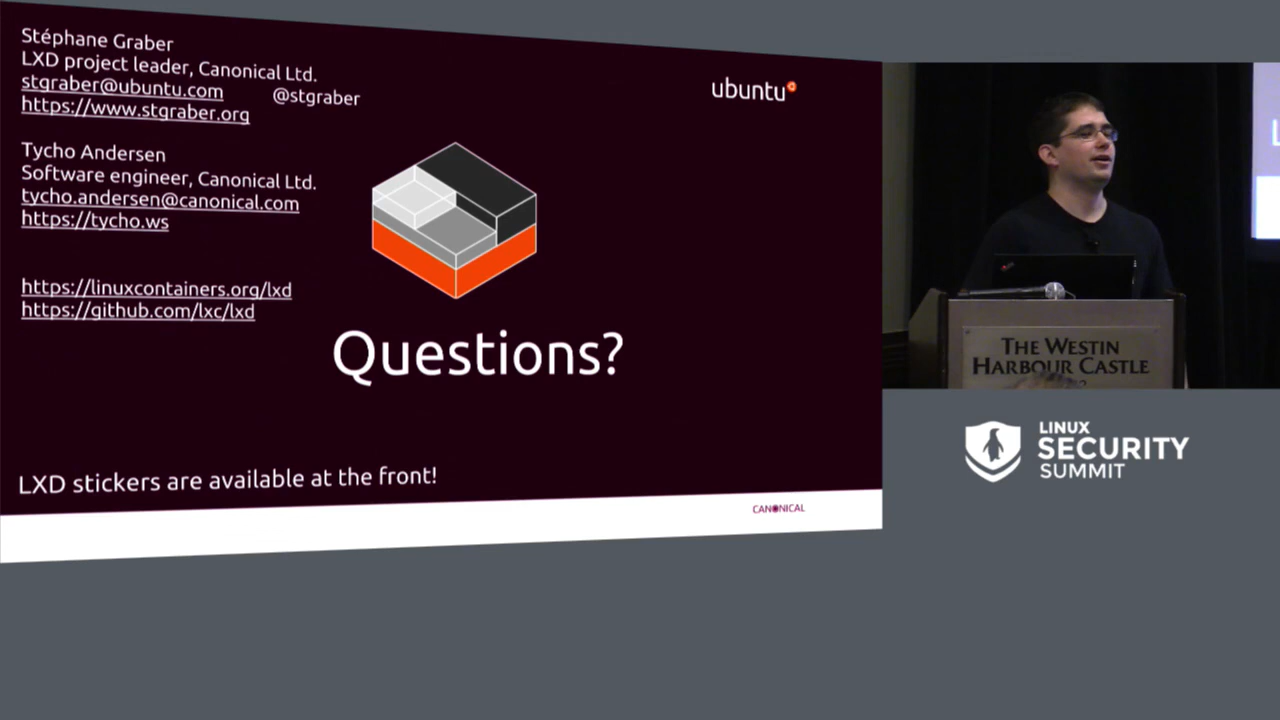 Stéphane Graber
LXD project leader, Canonical Ltd.
stgraber@ubuntu.com @stgraber
https://www.stgraber.org
Tycho Andersen
Software engineer, Canonical Ltd.
tycho.andersen@canonical.com
https://tycho.ws
https://linuxcontainers.org/lxd
https://github.com/lxc/lxd
ubuntu
Questions?
LXD stickers are available at the front!
CANONICAL
THE WESTIN
HARBOUR CASTLE
LINUX
SECURITY
SUMMIT